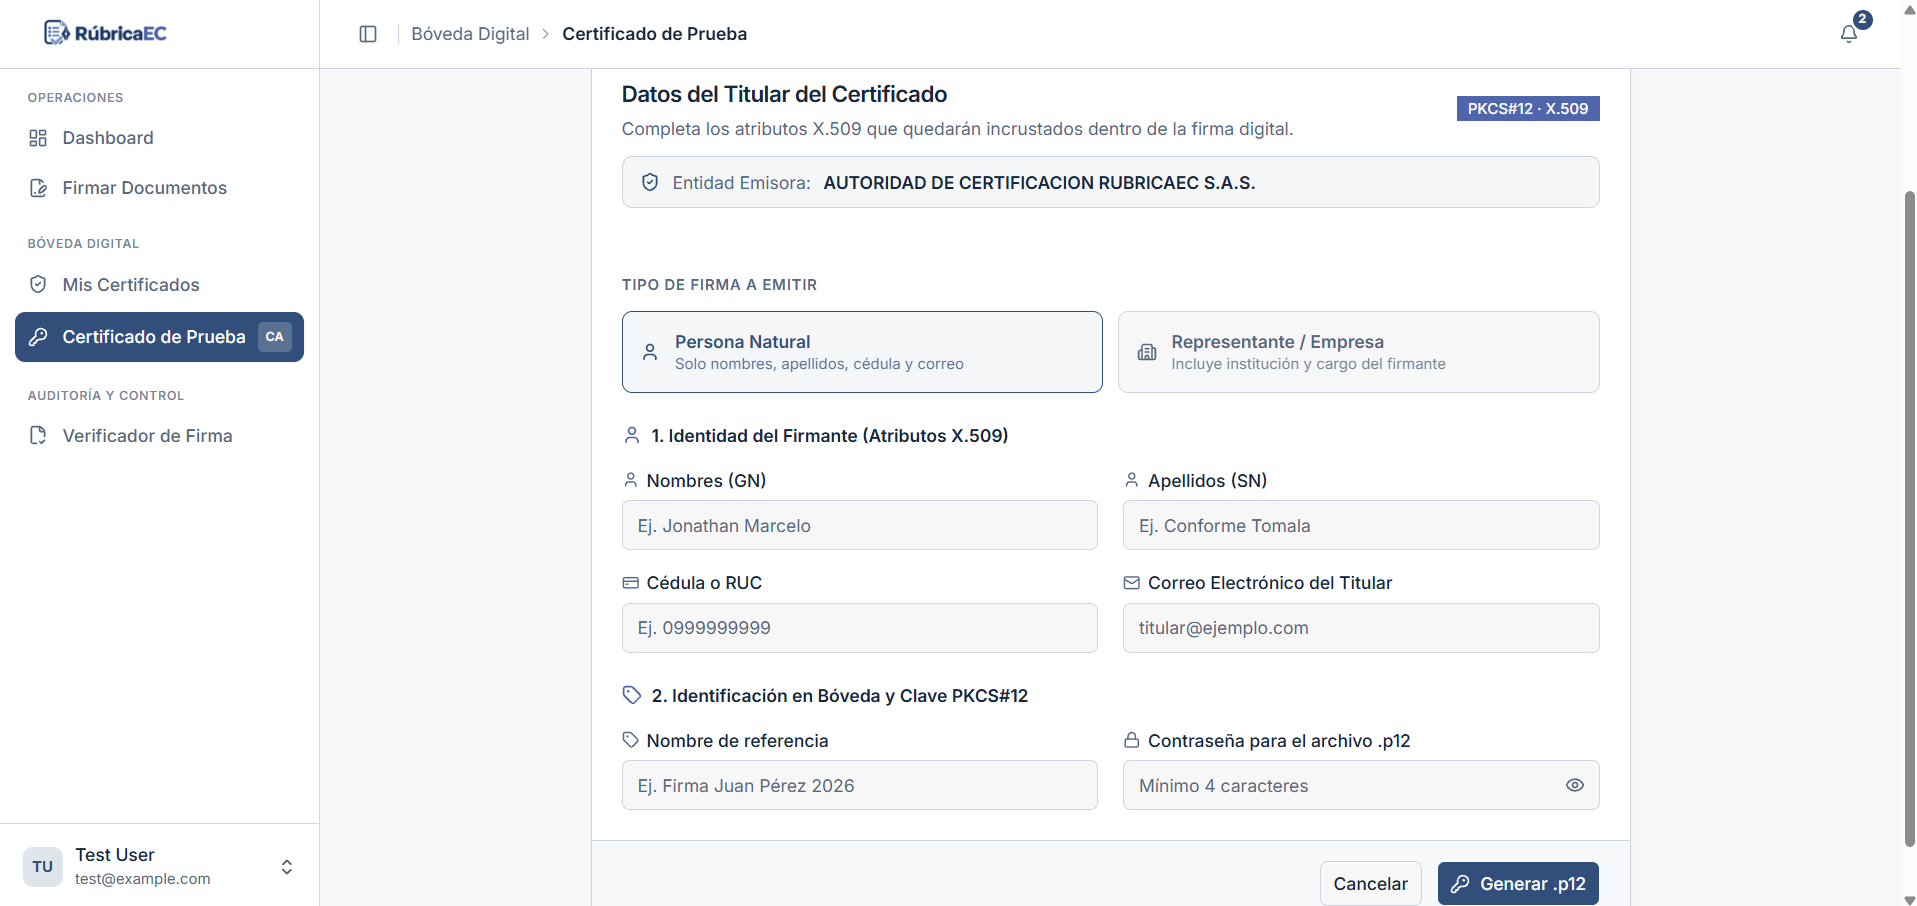 RúbricaEC
OPERACIONES
Dashboard
Firmar Documentos
BÓVEDA DIGITAL
Mis Certificados
Certificado de Prueba CA
AUDITORÍA Y CONTROL
Verificador de Firma
TU
Test User
test@example.com
Bóveda Digital > Certificado de Prueba
2
Datos del Titular del Certificado
PKCS#12 · X.509
Completa los atributos X.509 que quedarán incrustados dentro de la firma digital.
Entidad Emisora: AUTORIDAD DE CERTIFICACION RUBRICAEC S.A.S.
TIPO DE FIRMA A EMITIR
Persona Natural
Solo nombres, apellidos, cédula y correo
Representante / Empresa
Incluye institución y cargo del firmante
1. Identidad del Firmante (Atributos X.509)
Nombres (GN)
Ej. Jonathan Marcelo
Apellidos (SN)
Ej. Conforme Tomala
Cédula o RUC
Ej. 0999999999
Correo Electrónico del Titular
titular@ejemplo.com
2. Identificación en Bóveda y Clave PKCS#12
Nombre de referencia
Ej. Firma Juan Pérez 2026
Contraseña para el archivo .p12
Mínimo 4 caracteres
Cancelar
Generar .p12